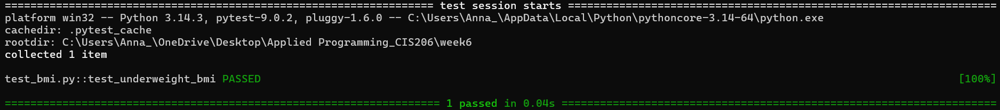 =================================================================== test session starts ===================================================================
platform win32 -- Python 3.14.3, pytest-9.0.2, pluggy-1.6.0 -- C:\Users\Anna_\AppData\Local\Python\pythoncore-3.14-64\python.exe
cachedir: .pytest_cache
rootdir: C:\Users\Anna_\OneDrive\Desktop\Applied Programming_CIS206\week6
collected 1 item
test_bmi.py::test_underweight_bmi PASSED [100%]
==================================================================== 1 passed in 0.04s ====================================================================